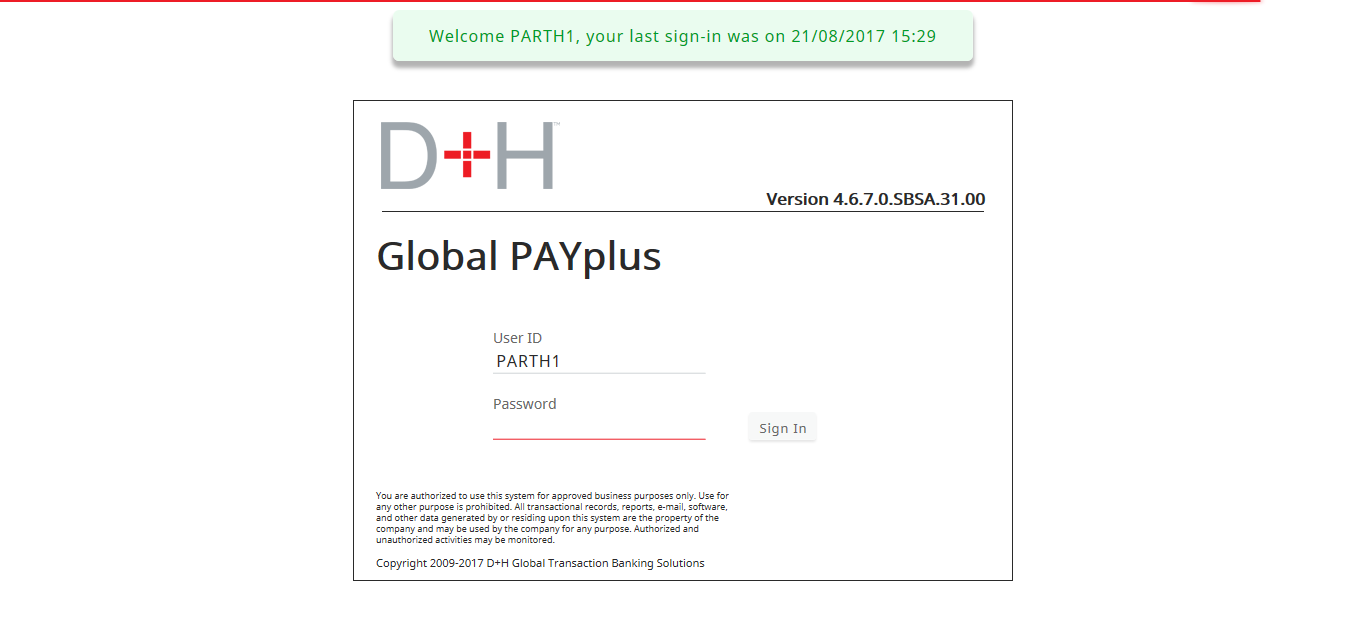 Welcome PARTH1, your last sign-in was on 21/08/2017 15:29
D+H™
Version 4.6.7.0.SBSA.31.00
Global PAYplus
User ID
PARTH1
Password
Sign In
You are authorized to use this system for approved business purposes only. Use for
any other purpose is prohibited. All transactional records, reports, e-mail, software,
and other data generated by or residing upon this system are the property of the
company and may be used by the company for any purpose. Authorized and
unauthorized activities may be monitored.
Copyright 2009-2017 D+H Global Transaction Banking Solutions